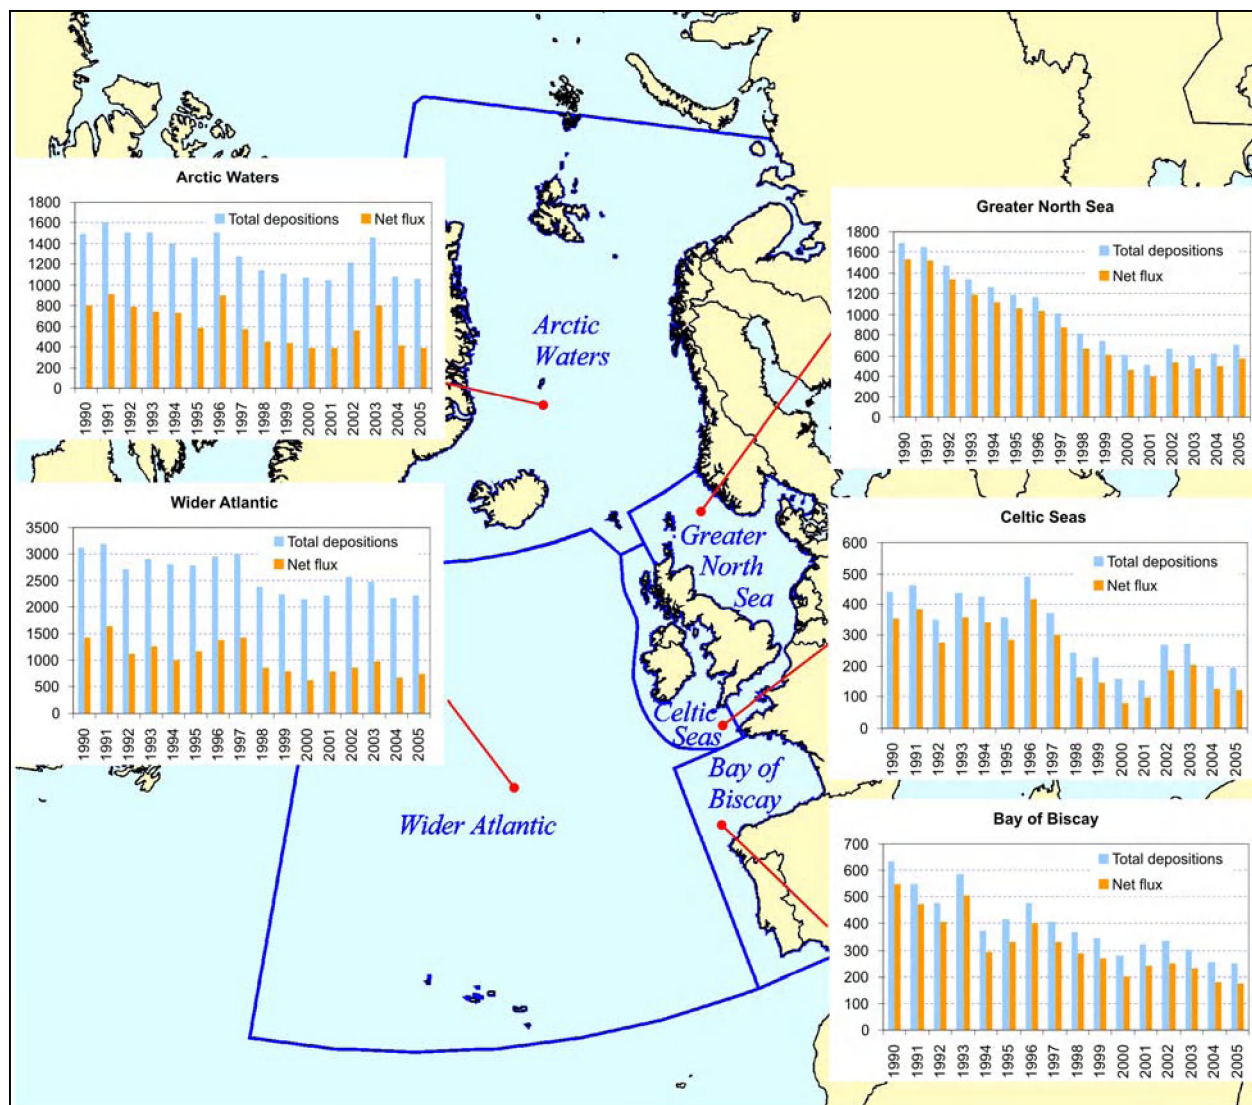 Arctic Waters
1800
1600
1400
1200
1000
800
600
400
200
0
Total depositions Net flux
1990 1991 1992 1993 1994 1995 1996 1997 1998 1999 2000 2001 2002 2003 2004 2005
Greater North Sea
1800
1600
1400
1200
1000
800
600
400
200
0
Total depositions Net flux
1990 1991 1992 1993 1994 1995 1996 1997 1998 1999 2000 2001 2002 2003 2004 2005
Arctic
Waters
Wider Atlantic
3500
3000
2500
2000
1500
1000
500
0
Total depositions
Net flux
1990 1991 1992 1993 1994 1995 1996 1997 1998 1999 2000 2001 2002 2003 2004 2005
Greater
North
Sea
Celtic Seas
600
500
400
300
200
100
0
Total depositions
Net flux
1990 1991 1992 1993 1994 1995 1996 1997 1998 1999 2000 2001 2002 2003 2004 2005
Celtic
Seas
Bay of
Biscay
Wider Atlantic
Bay of Biscay
700
600
500
400
300
200
100
0
Total depositions
Net flux
1990 1991 1992 1993 1994 1995 1996 1997 1998 1999 2000 2001 2002 2003 2004 2005